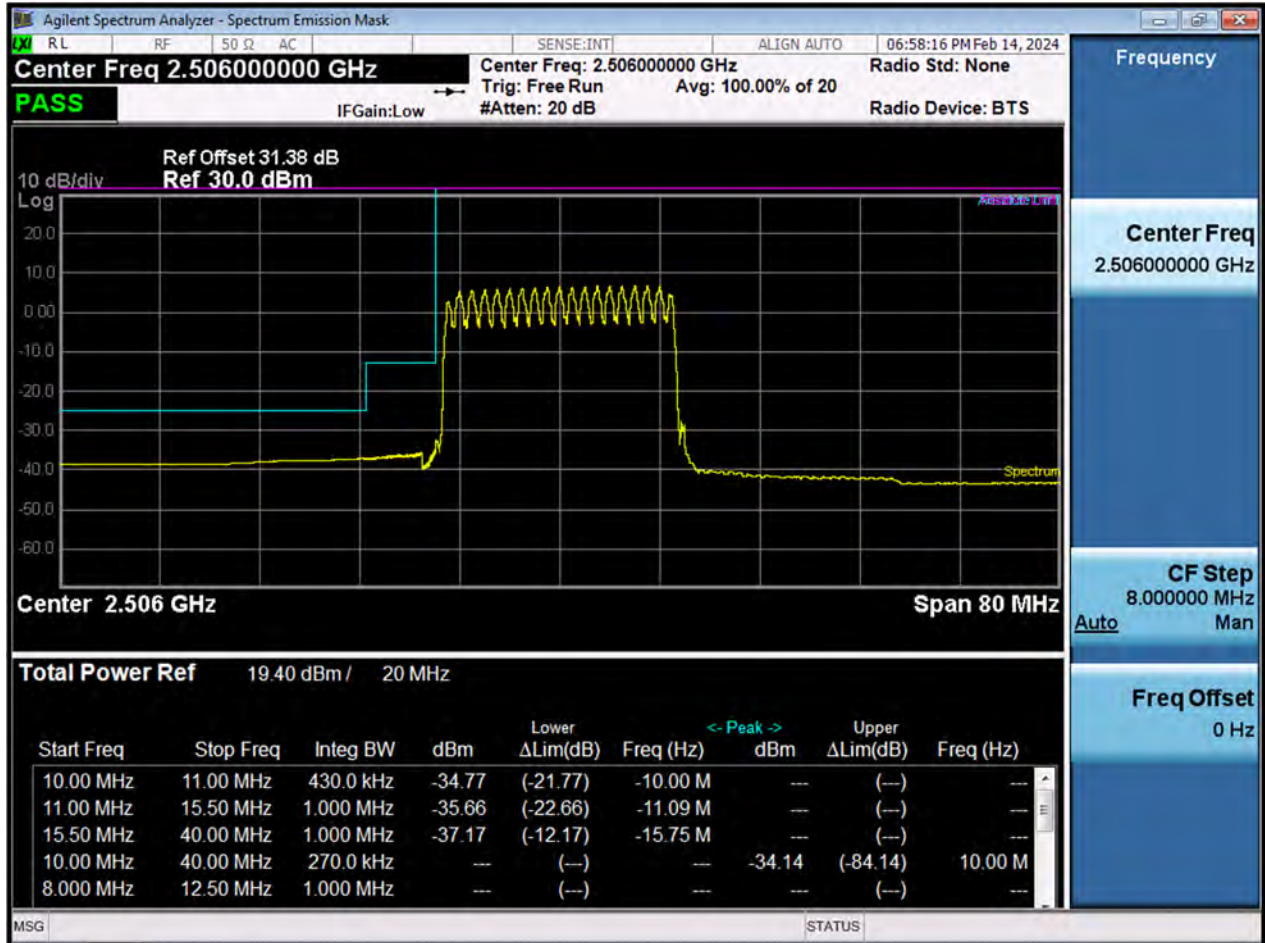 Agilent Spectrum Analyzer - Spectrum Emission Mask
LXI RL RF 50 Ω AC SENSE:INT ALIGN AUTO 06:58:16 PM Feb 14, 2024
Center Freq 2.506000000 GHz
Center Freq: 2.506000000 GHz Radio Std: None
Trig: Free Run Avg: 100.00% of 20
PASS IFGain:Low #Atten: 20 dB Radio Device: BTS
Frequency
Ref Offset 31.38 dB
10 dB/div Ref 30.0 dBm
Log
Absolute Limit
20.0
10.0
0.00
-10.0
-20.0
-30.0
-40.0
Spectrum
-50.0
-60.0
Center 2.506 GHz Span 80 MHz
Center Freq
2.506000000 GHz
CF Step
8.000000 MHz
Auto Man
Freq Offset
0 Hz
Total Power Ref 19.40 dBm / 20 MHz
Lower <- Peak -> Upper
Start Freq Stop Freq Integ BW dBm ΔLim(dB) Freq (Hz) dBm ΔLim(dB) Freq (Hz)
10.00 MHz 11.00 MHz 430.0 kHz -34.77 (-21.77) -10.00 M --- (---) ---
11.00 MHz 15.50 MHz 1.000 MHz -35.66 (-22.66) -11.09 M --- (---) ---
15.50 MHz 40.00 MHz 1.000 MHz -37.17 (-12.17) -15.75 M --- (---) ---
10.00 MHz 40.00 MHz 270.0 kHz --- (---) --- -34.14 (-84.14) 10.00 M
8.000 MHz 12.50 MHz 1.000 MHz --- (---) --- --- (---) ---
MSG STATUS